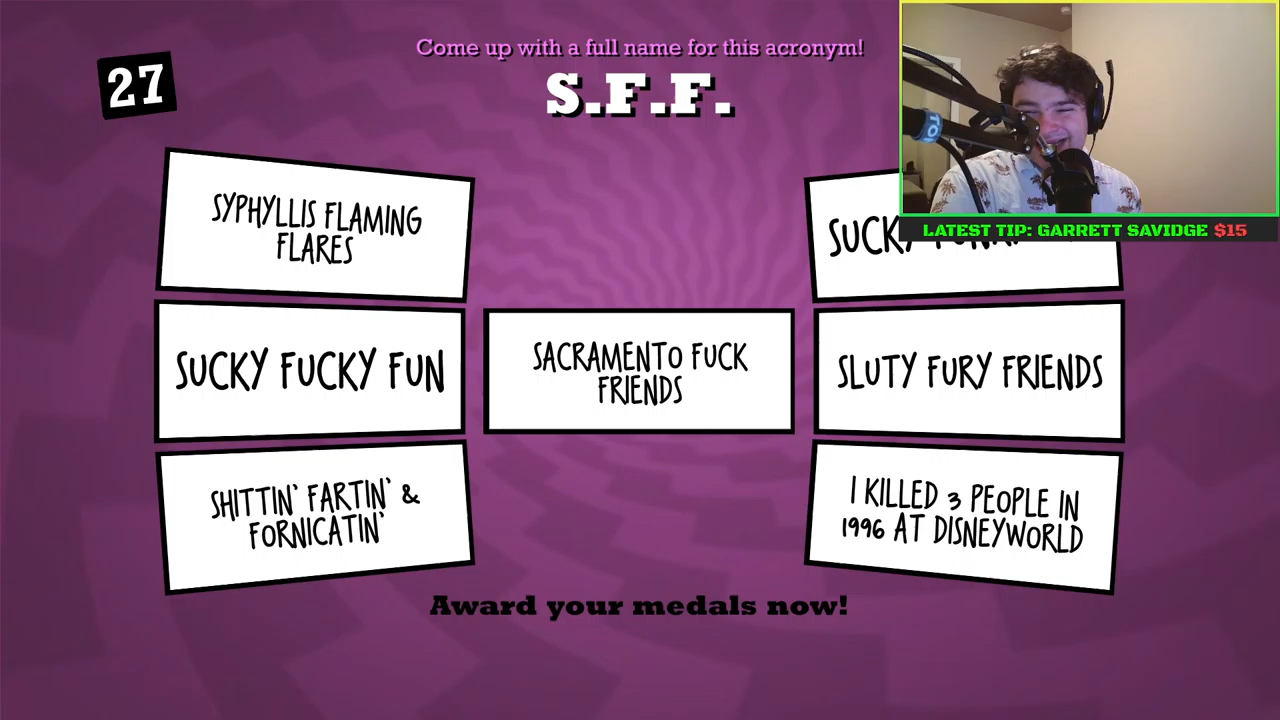 Come up with a full name for this acronym!
S.F.F.
27
SYPHYLLIS FLAMING
FLARES
SUCKY
LATEST TIP: GARRETT SAVIDGE $15
SUCKY FUCKY FUN
SACRAMENTO FUCK
FRIENDS
SLUTY FURY FRIENDS
SHITTIN' FARTIN' &
FORNICATIN'
I KILLED 3 PEOPLE IN
1996 AT DISNEYWORLD
Award your medals now!